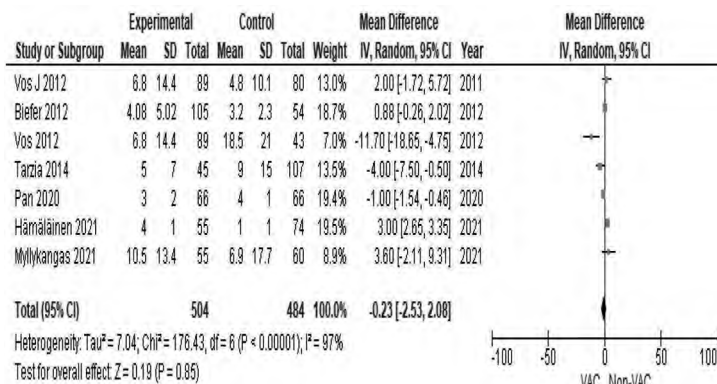 Experimental Control Mean Difference Mean Difference
Study or Subgroup Mean SD Total Mean SD Total Weight IV, Random, 95% CI Year IV, Random, 95% CI
Vos J 2012 6.8 14.4 89 4.8 10.1 80 13.0% 2.00 [-1.72, 5.72] 2011
Biefer 2012 4.08 5.02 105 3.2 2.3 54 18.7% 0.88 [-0.26, 2.02] 2012
Vos 2012 6.8 14.4 89 18.5 21 43 7.0% -11.70 [-18.65, -4.75] 2012
Tarzia 2014 5 7 45 9 15 107 13.5% -4.00 [-7.50, -0.50] 2014
Pan 2020 3 2 66 4 1 66 19.4% -1.00 [-1.54, -0.46] 2020
Hämäläinen 2021 4 1 55 1 1 74 19.5% 3.00 [2.65, 3.35] 2021
Myllykangas 2021 10.5 13.4 55 6.9 17.7 60 8.9% 3.60 [-2.11, 9.31] 2021
Total (95% CI) 504 484 100.0% -0.23 [-2.53, 2.08]
Heterogeneity: Tau² = 7.04; Chi² = 176.43, df = 6 (P < 0.00001); I² = 97%
Test for overall effect: Z = 0.19 (P = 0.85)
-100 -50 0 50 100
VAC Non-VAC